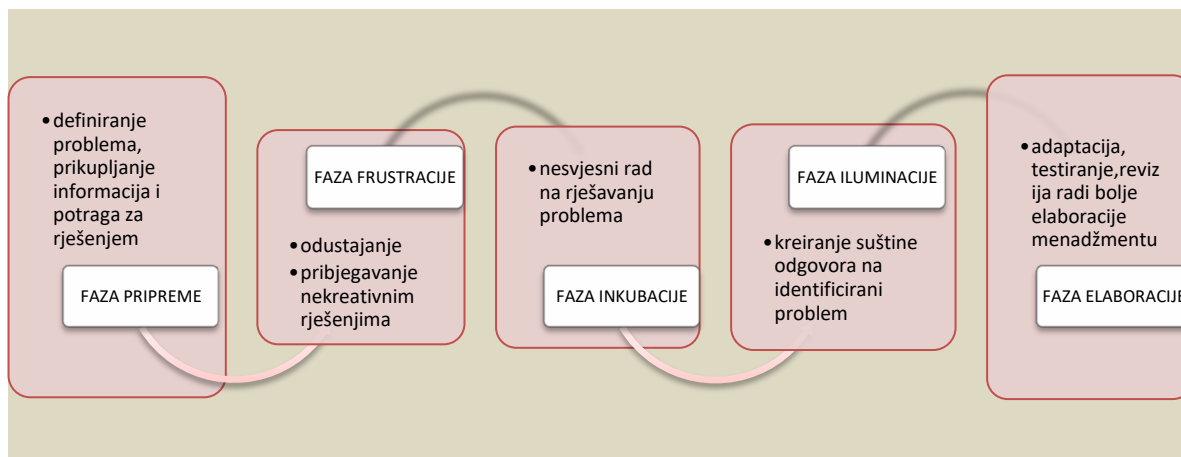 •definiranje
problema,
prikupljanje
informacija i
potraga za
rješenjem
FAZA PRIPREME
FAZA FRUSTRACIJE
•odustajanje
•pribjegavanje
nekreativnim
rješenjima
•nesvjesni rad
na rješavanju
problema
FAZA INKUBACIJE
FAZA ILUMINACIJE
•kreiranje suštine
odgovora na
identificirani
problem
•adaptacija,
testiranje,reviz
ija radi bolje
elaboracije
menadžmentu
FAZA ELABORACIJE